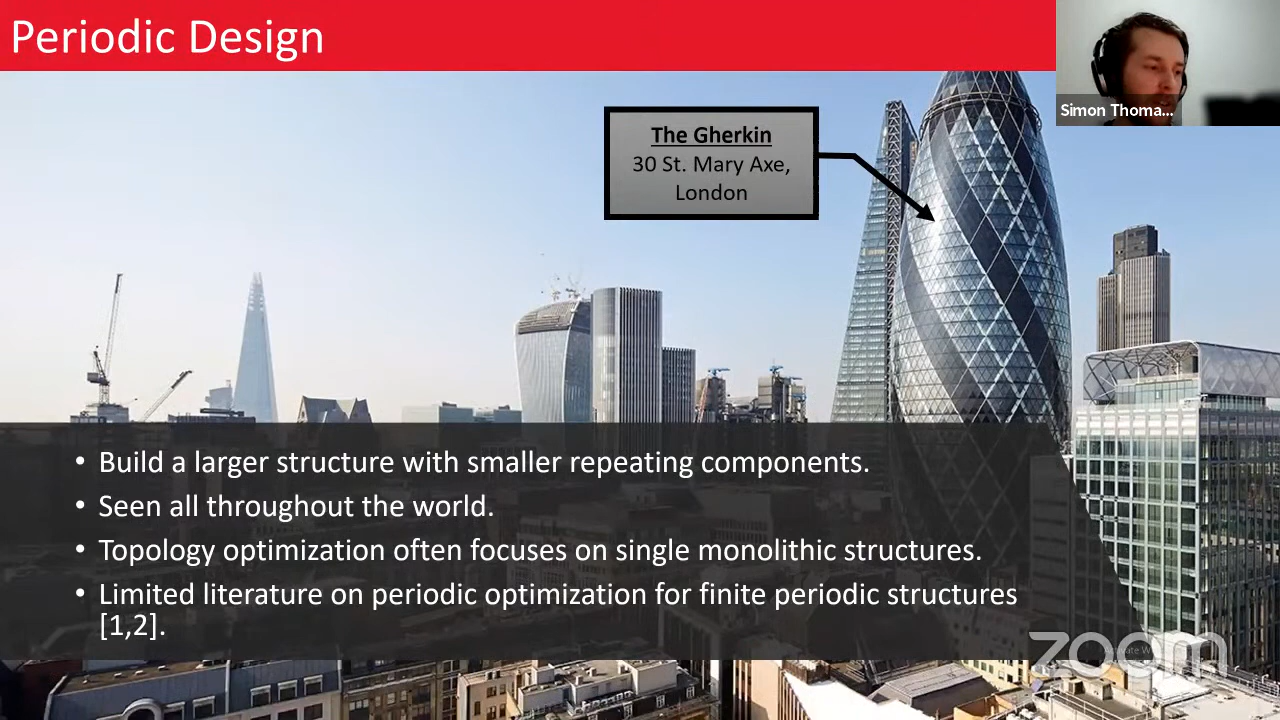 Periodic Design
Simon Thoma...
The Gherkin
30 St. Mary Axe,
London
• Build a larger structure with smaller repeating components.
• Seen all throughout the world.
• Topology optimization often focuses on single monolithic structures.
• Limited literature on periodic optimization for finite periodic structures
[1,2].
zoom
Activate W